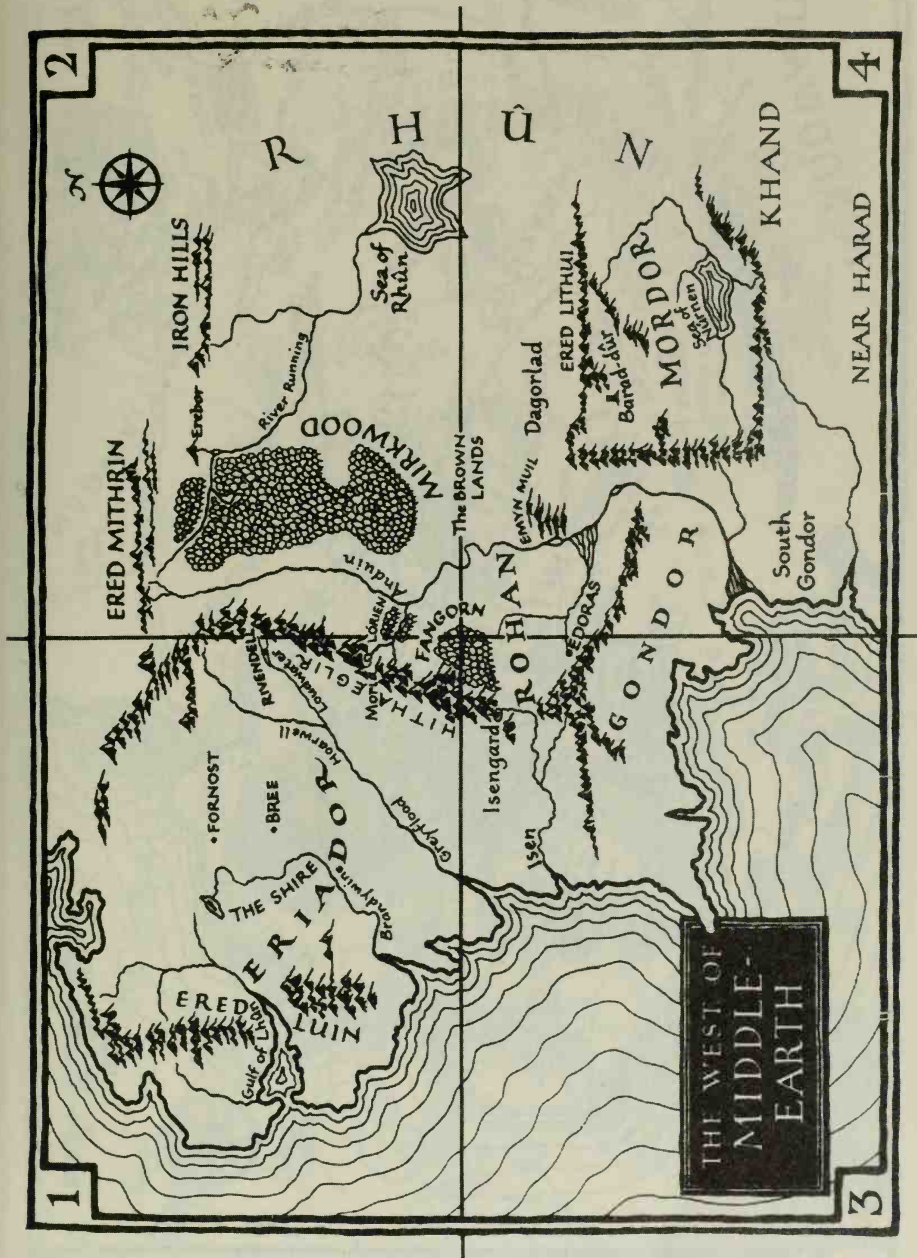 1
2
N
R H Û N
ERED MITHRIN
IRON HILLS
Erebor
River Running
MIRKWOOD
Sea of
Rhûn
FORNOST
BREE
THE SHIRE
ERIADOR
ERED
LUIN
Gulf of Lhûn
Brandywine
Greyflood
Hoarwell
Loudwater
RIVENDELL
HITHAEGLIR
LORIEN
Anduin
FANGORN
The BROWN
LANDS
Isengard
Isen
ROHAN
EDORAS
EMYN MUIL
Dagorlad
ERED LITHUI
Barad-dûr
MORDOR
Sea of
Nûrnen
KHAND
GONDOR
South
Gondor
NEAR HARAD
THE WEST OF
MIDDLE-
EARTH
3
4